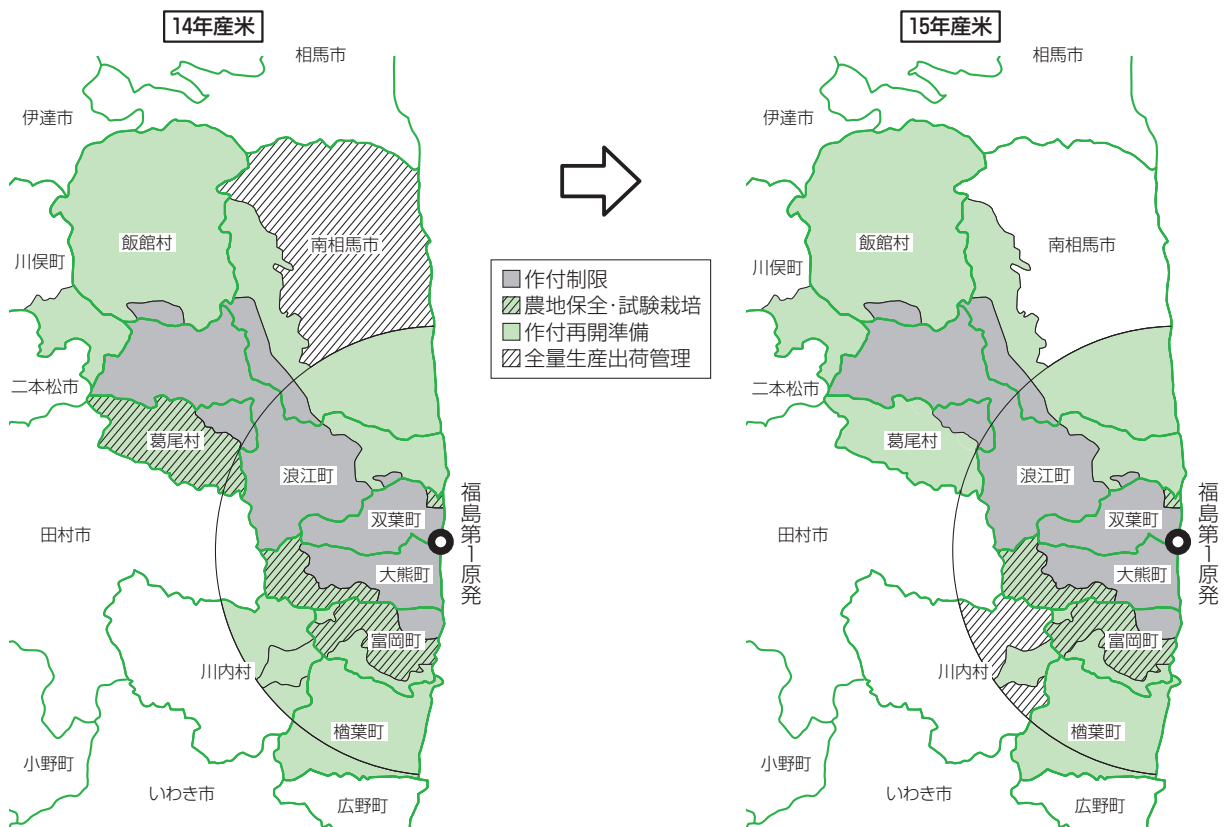 14年産米
相馬市
伊達市
飯館村
南相馬市
川俣町
二本松市
葛尾村
浪江町
双葉町
福島第1原発
田村市
大熊町
富岡町
川内村
楢葉町
小野町
いわき市
広野町
作付制限
農地保全・試験栽培
作付再開準備
全量生産出荷管理
15年産米
相馬市
伊達市
飯館村
南相馬市
川俣町
二本松市
葛尾村
浪江町
双葉町
福島第1原発
田村市
大熊町
富岡町
川内村
楢葉町
小野町
いわき市
広野町